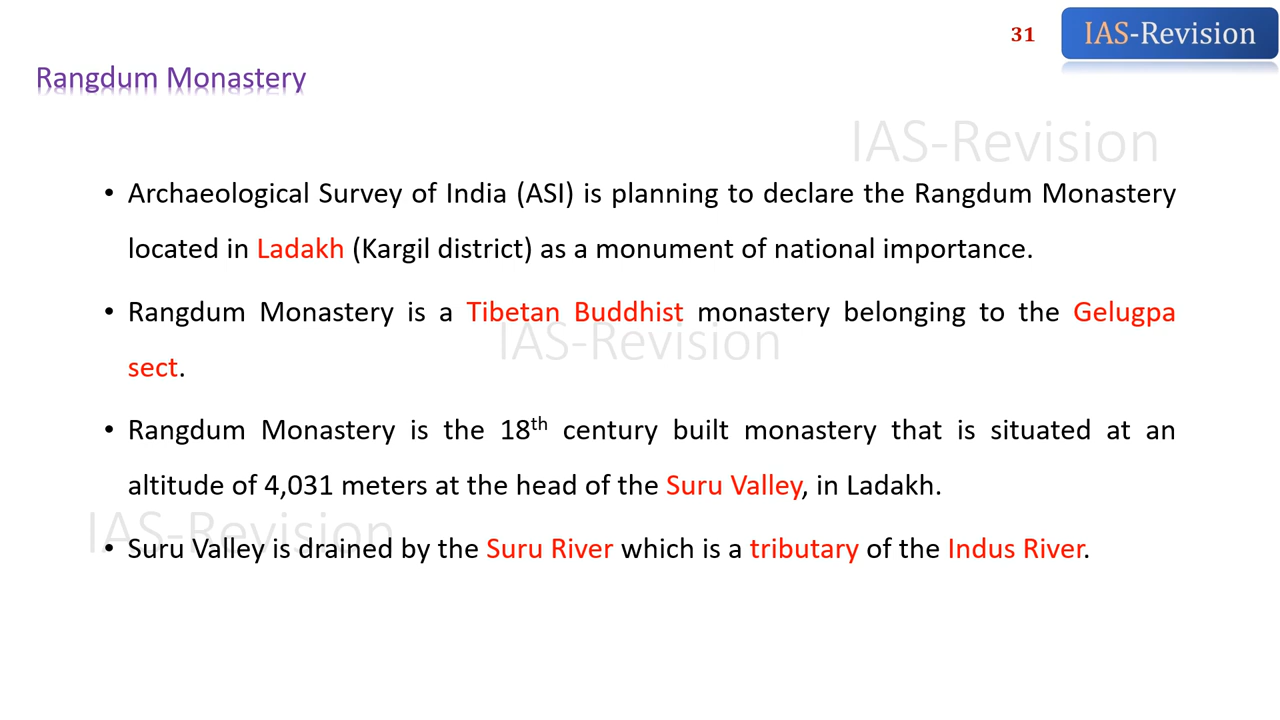 31
IAS-Revision
Rangdum Monastery
IAS-Revision
• Archaeological Survey of India (ASI) is planning to declare the Rangdum Monastery
located in Ladakh (Kargil district) as a monument of national importance.
• Rangdum Monastery is a Tibetan Buddhist monastery belonging to the Gelugpa
IAS-Revision
sect.
• Rangdum Monastery is the 18th century built monastery that is situated at an
altitude of 4,031 meters at the head of the Suru Valley, in Ladakh.
IAS-Revision
• Suru Valley is drained by the Suru River which is a tributary of the Indus River.